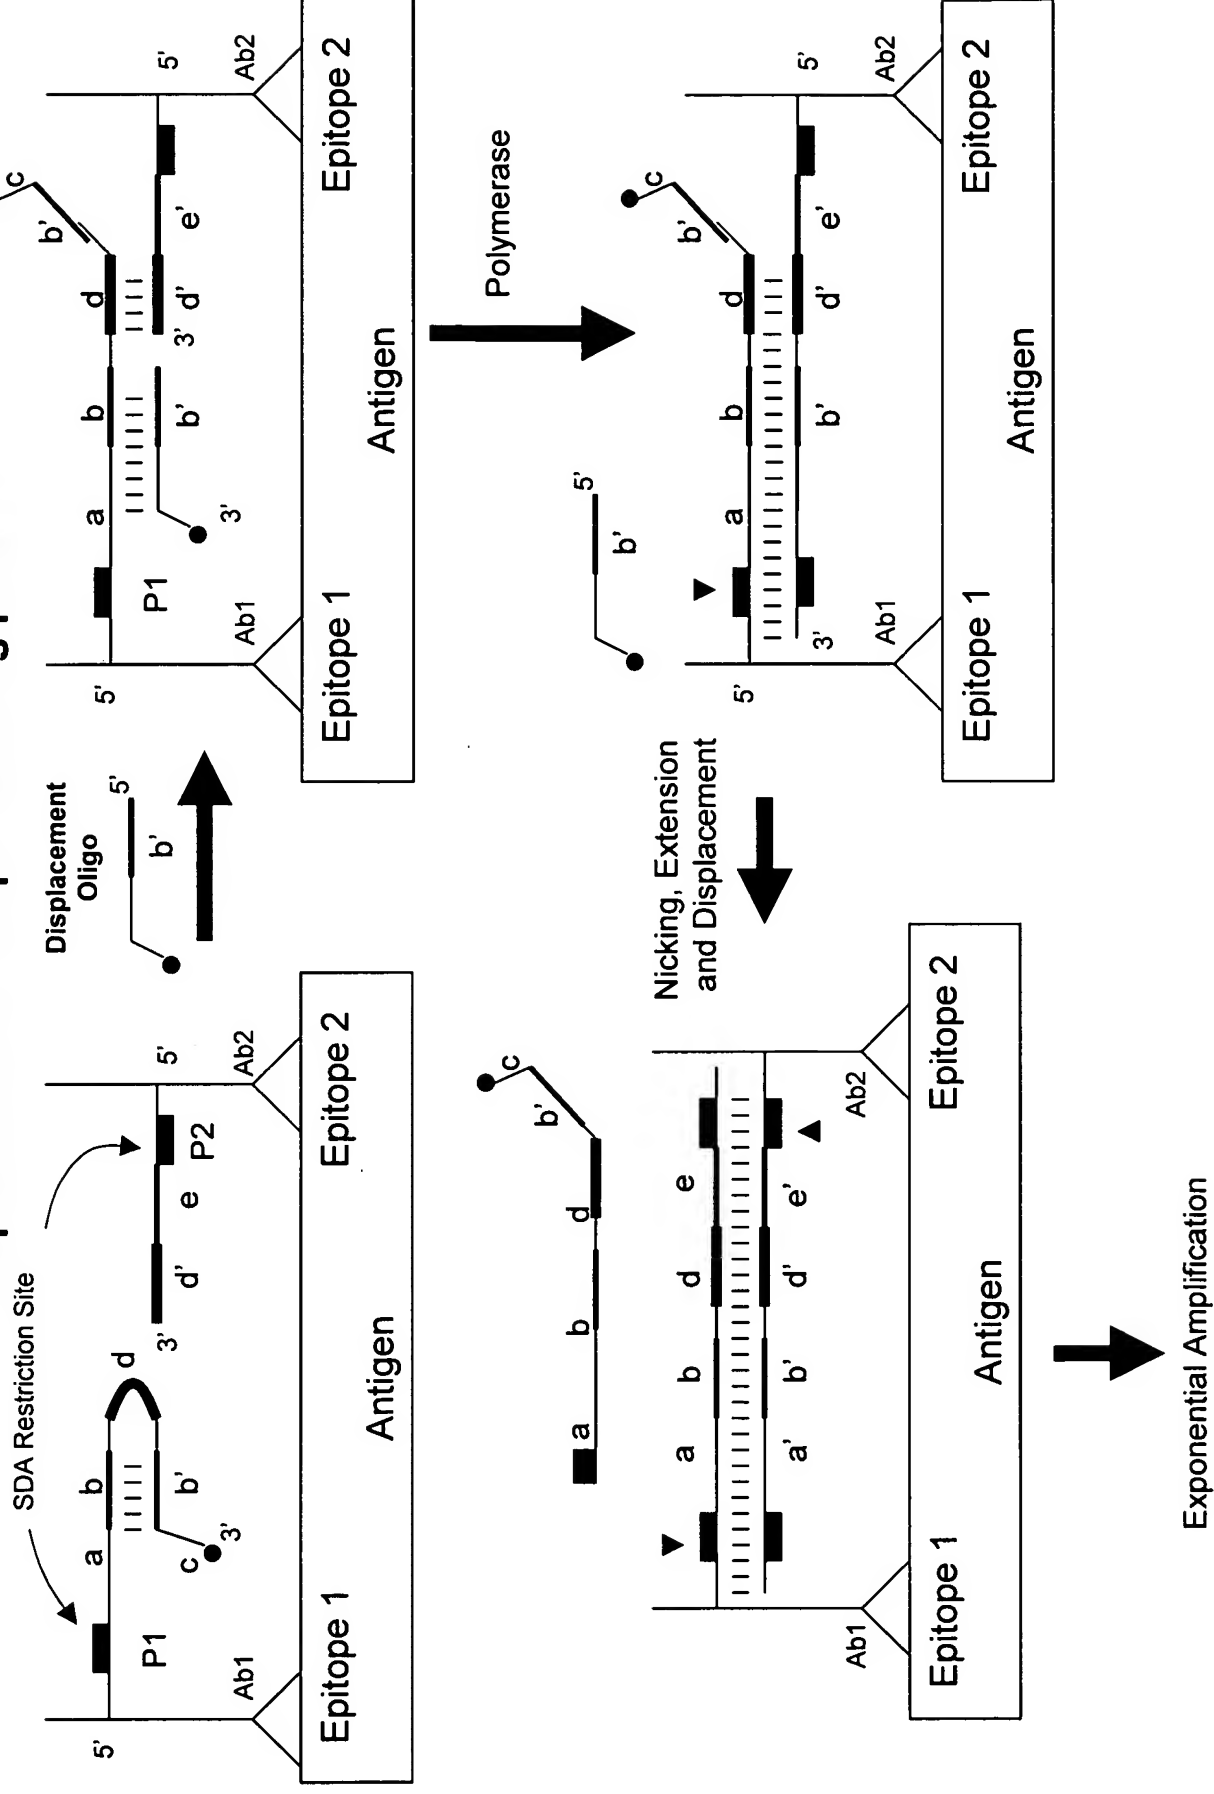 SDA Restriction Site
5'
a
b
d
3'
d'
e
5'
P1
c
3'
b'
P2
Ab1
Ab2
Epitope 1
Epitope 2
Antigen
Displacement
Oligo
5'
b'
5'
a
b
d
b'
c
5'
P1
3'
b'
3'
d'
e'
Ab1
Ab2
Epitope 1
Epitope 2
Antigen
Polymerase
b'
5'
5'
a
b
d
b'
c
5'
3'
b'
d'
e'
Ab1
Ab2
Epitope 1
Epitope 2
Antigen
Nicking, Extension
and Displacement
a
b
d
b'
c
a
b
d
e
a'
b'
d'
e'
Ab1
Ab2
Epitope 1
Epitope 2
Antigen
Exponential Amplification